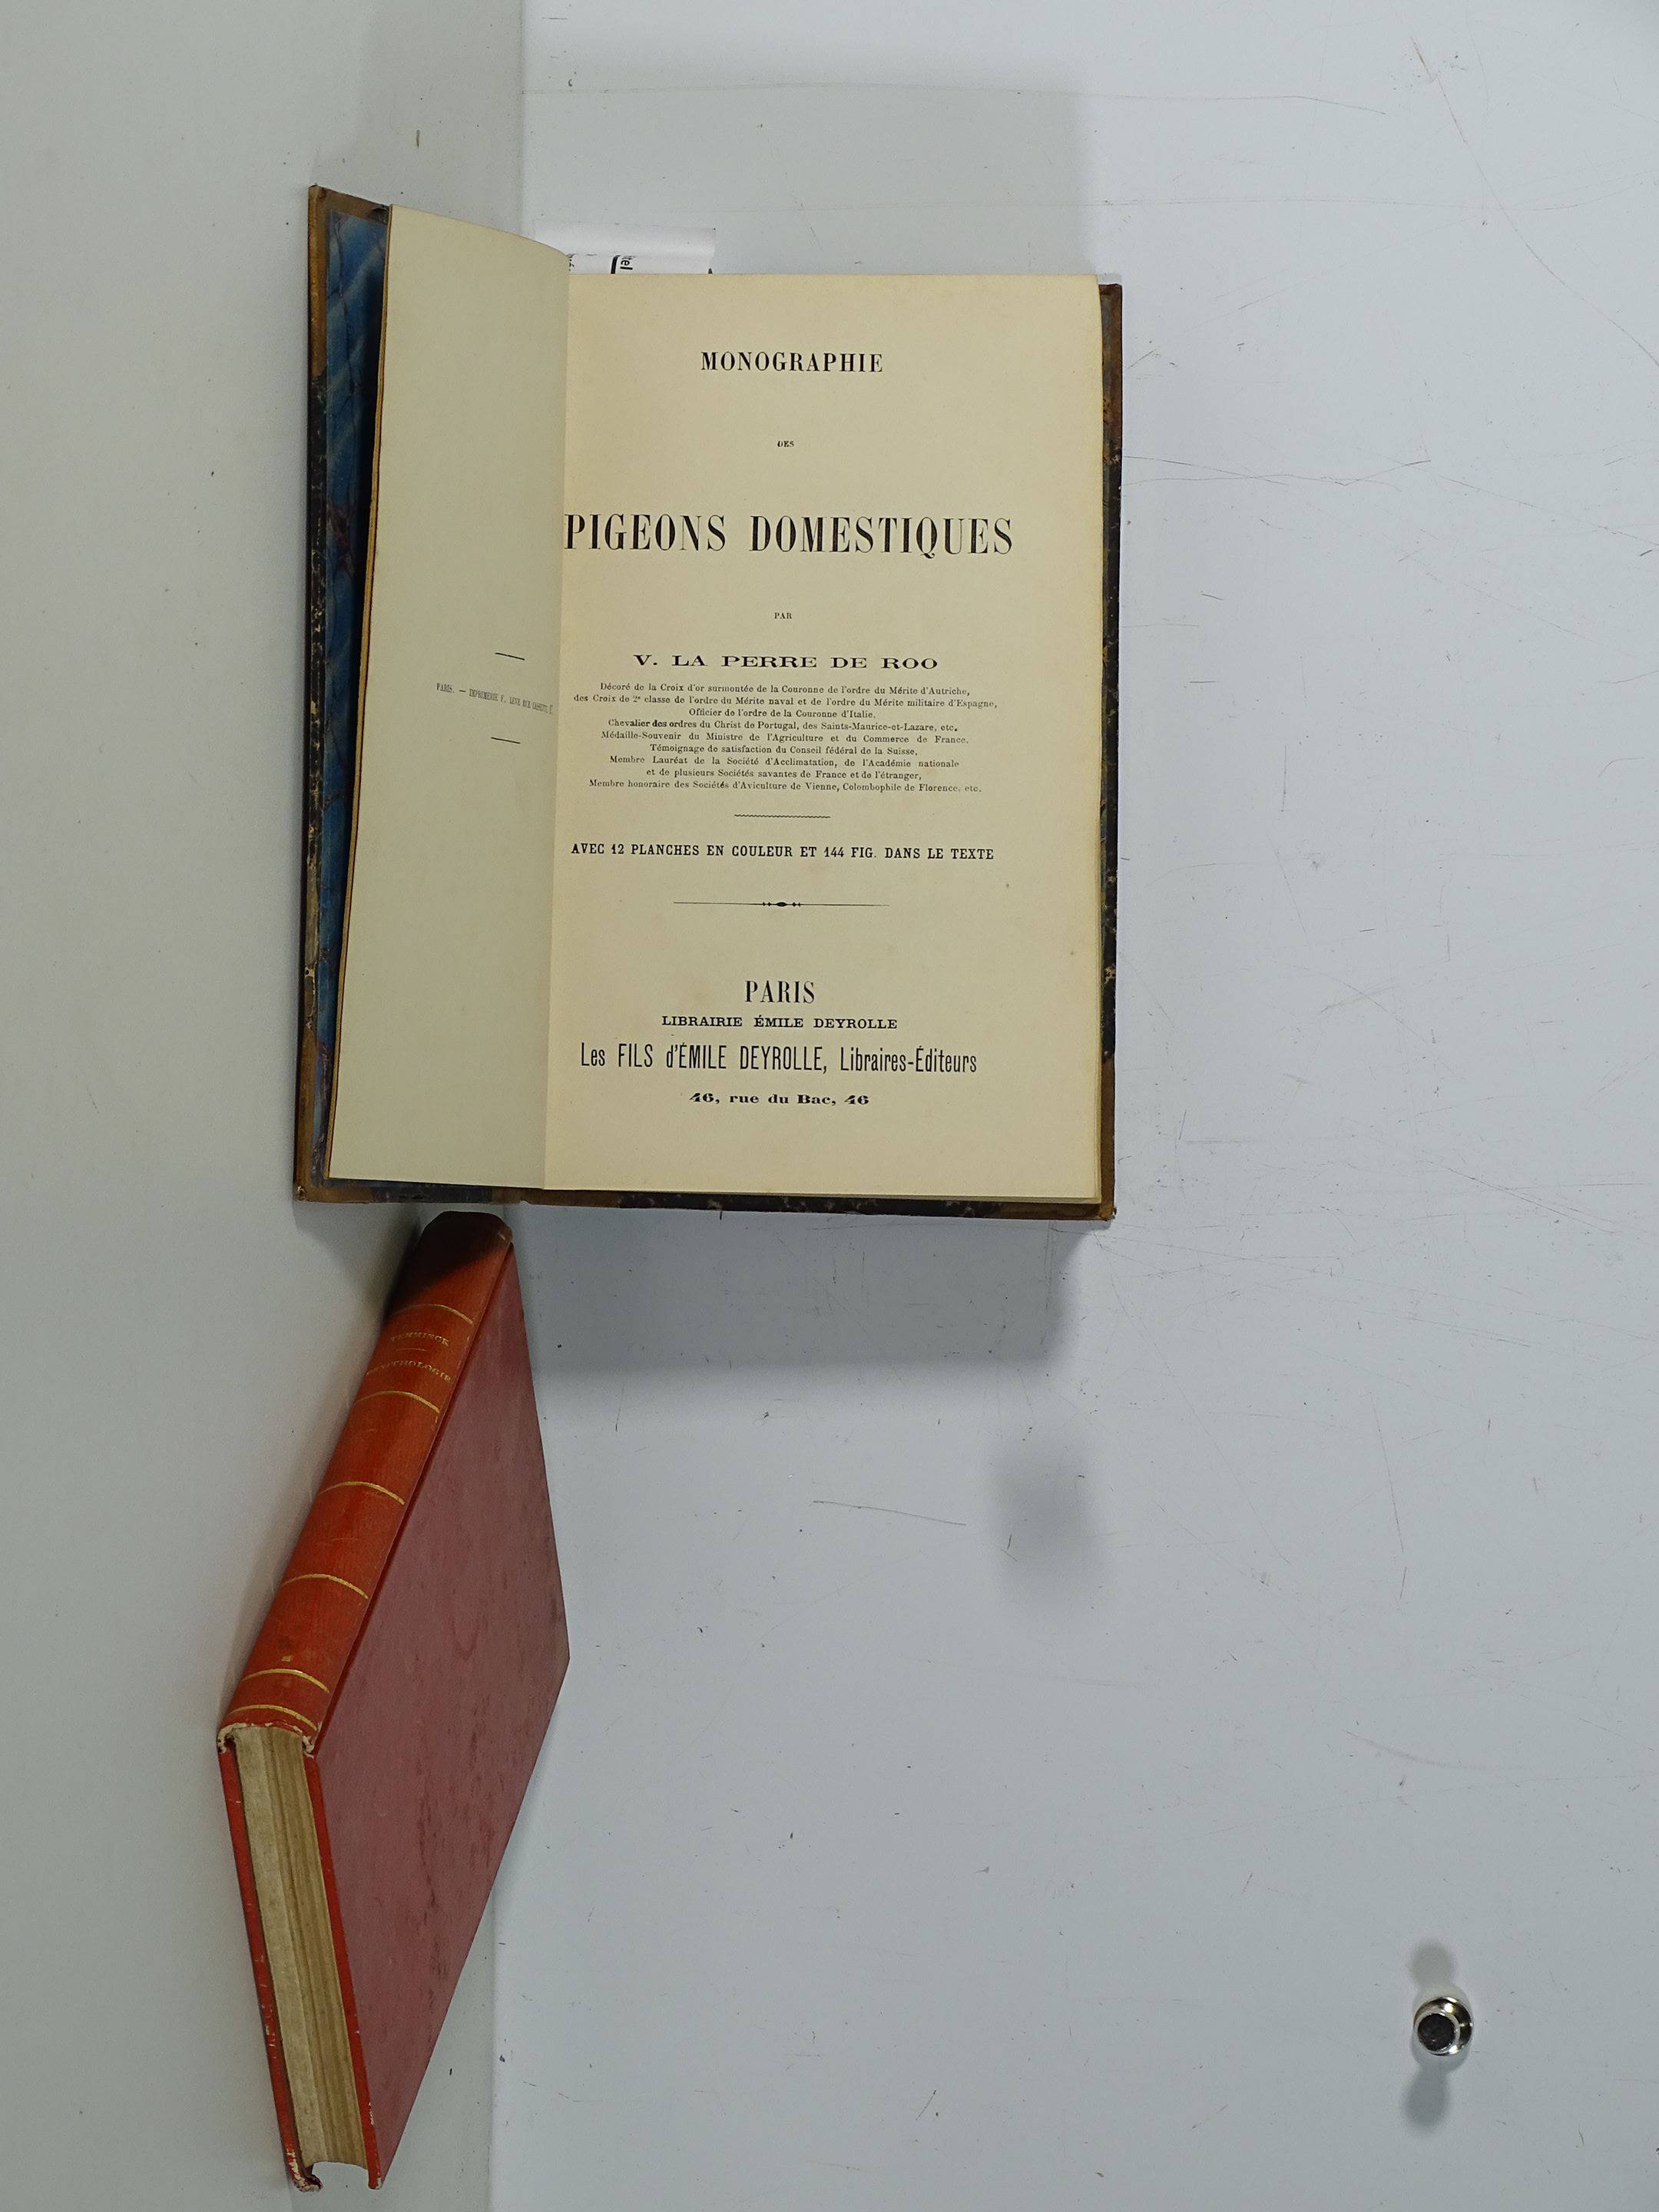 MONOGRAPHIE
DES
PIGEONS DOMESTIQUES
PAR
V. LA PERRE DE ROO
Décoré de la Croix d'or surmontée de la Couronne de l'ordre du Mérite d'Autriche,
des Croix de 2e classe de l'ordre du Mérite naval et de l'ordre du Mérite militaire d'Espagne,
Officier de l'ordre de la Couronne d'Italie,
Chevalier des ordres du Christ de Portugal, des Saints-Maurice-et-Lazare, etc.
Médaille-Souvenir du Ministre de l'Agriculture et du Commerce de France.
Témoignage de satisfaction du Conseil fédéral de la Suisse,
Membre Lauréat de la Société d'Acclimatation, de l'Académie nationale
et de plusieurs Sociétés savantes de France et de l'étranger,
Membre honoraire des Sociétés d'Aviculture de Vienne, Colombophile de Florence, etc.
AVEC 12 PLANCHES EN COULEUR ET 144 FIG. DANS LE TEXTE
PARIS
LIBRAIRIE ÉMILE DEYROLLE
Les FILS d'ÉMILE DEYROLLE, Libraires-Éditeurs
46, rue du Bac, 46
PARIS. — IMPRIMERIE F. LEVÉ RUE CASSETTE
TEMMINCK
ORNITHOLOGIE